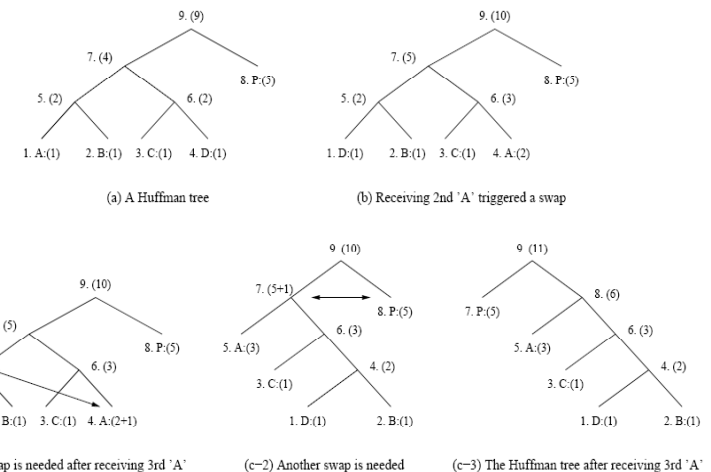 9. (9)
7. (4)
8. P:(5)
5. (2)
6. (2)
1. A:(1) 2. B:(1) 3. C:(1) 4. D:(1)
(a) A Huffman tree
9. (10)
7. (5)
8. P:(5)
5. (2)
6. (3)
1. D:(1) 2. B:(1) 3. C:(1) 4. A:(2)
(b) Receiving 2nd 'A' triggered a swap
9. (10)
(5)
8. P:(5)
6. (3)
B:(1) 3. C:(1) 4. A:(2+1)
ap is needed after receiving 3rd 'A'
9 (10)
7. (5+1)
8. P:(5)
6. (3)
5. A:(3)
4. (2)
3. C:(1)
1. D:(1) 2. B:(1)
(c−2) Another swap is needed
9 (11)
8. (6)
7. P:(5)
6. (3)
5. A:(3)
4. (2)
3. C:(1)
1. D:(1) 2. B:(1)
(c−3) The Huffman tree after receiving 3rd 'A'